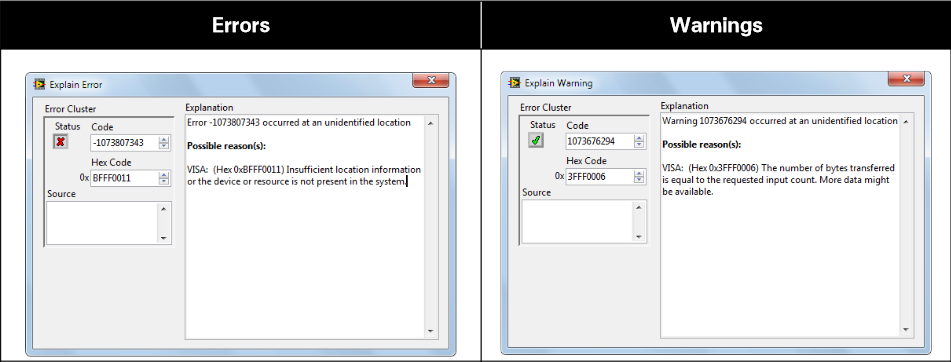 Errors
Warnings
Explain Error
Error Cluster
Status
Code
-1073807343
Hex Code
0x BFFF0011
Source
Explanation
Error -1073807343 occurred at an unidentified location
Possible reason(s):
VISA:  (Hex 0xBFFF0011) Insufficient location information
or the device or resource is not present in the system.
Explain Warning
Error Cluster
Status
Code
1073676294
Hex Code
0x 3FFF0006
Source
Explanation
Warning 1073676294 occurred at an unidentified location
Possible reason(s):
VISA:  (Hex 0x3FFF0006) The number of bytes transferred
is equal to the requested input count. More data might
be available.